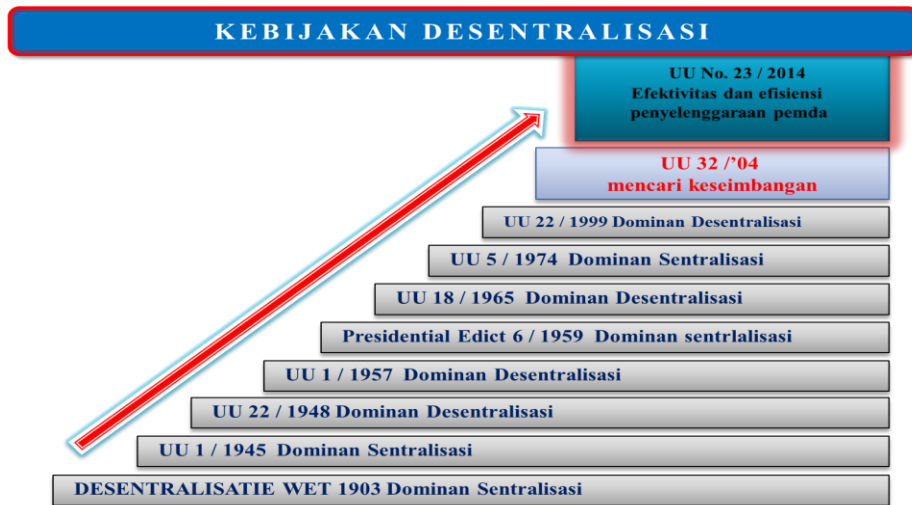 KEBIJAKAN DESENTRALISASI
UU No. 23 / 2014
Efektivitas dan efisiensi
penyelenggaraan pemda
UU 32 /'04
mencari keseimbangan
UU 22 / 1999 Dominan Desentralisasi
UU 5 / 1974 Dominan Sentralisasi
UU 18 / 1965 Dominan Desentralisasi
Presidential Edict 6 / 1959 Dominan sentrlalisasi
UU 1 / 1957 Dominan Desentralisasi
UU 22 / 1948 Dominan Desentralisasi
UU 1 / 1945 Dominan Sentralisasi
DESENTRALISATIE WET 1903 Dominan Sentralisasi